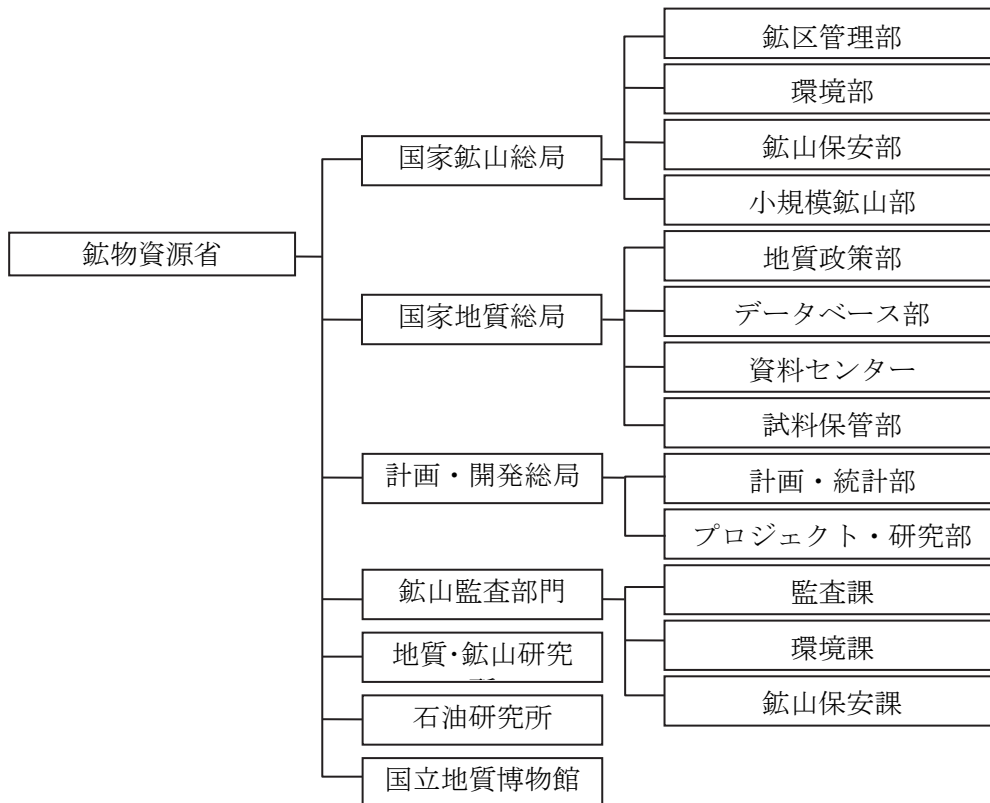 鉱物資源省
国家鉱山総局
鉱区管理部
環境部
鉱山保安部
小規模鉱山部
国家地質総局
地質政策部
データベース部
資料センター
試料保管部
計画・開発総局
計画・統計部
プロジェクト・研究部
鉱山監査部門
監査課
環境課
鉱山保安課
地質・鉱山研究
石油研究所
国立地質博物館